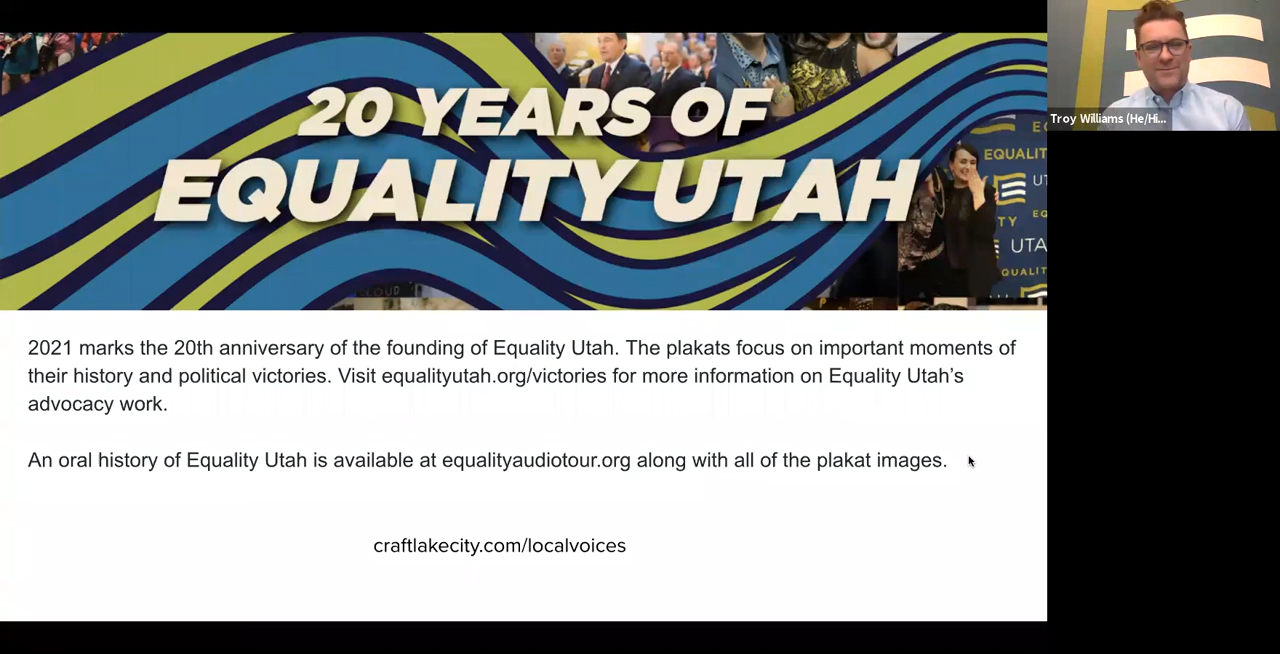 20 YEARS OF
EQUALITY UTAH
Troy Williams (He/Hi...
EQUALIT
UTA
EQUALIT
2021 marks the 20th anniversary of the founding of Equality Utah. The plakats focus on important moments of
their history and political victories. Visit equalityutah.org/victories for more information on Equality Utah’s
advocacy work.
An oral history of Equality Utah is available at equalityaudiotour.org along with all of the plakat images.
craftlakecity.com/localvoices